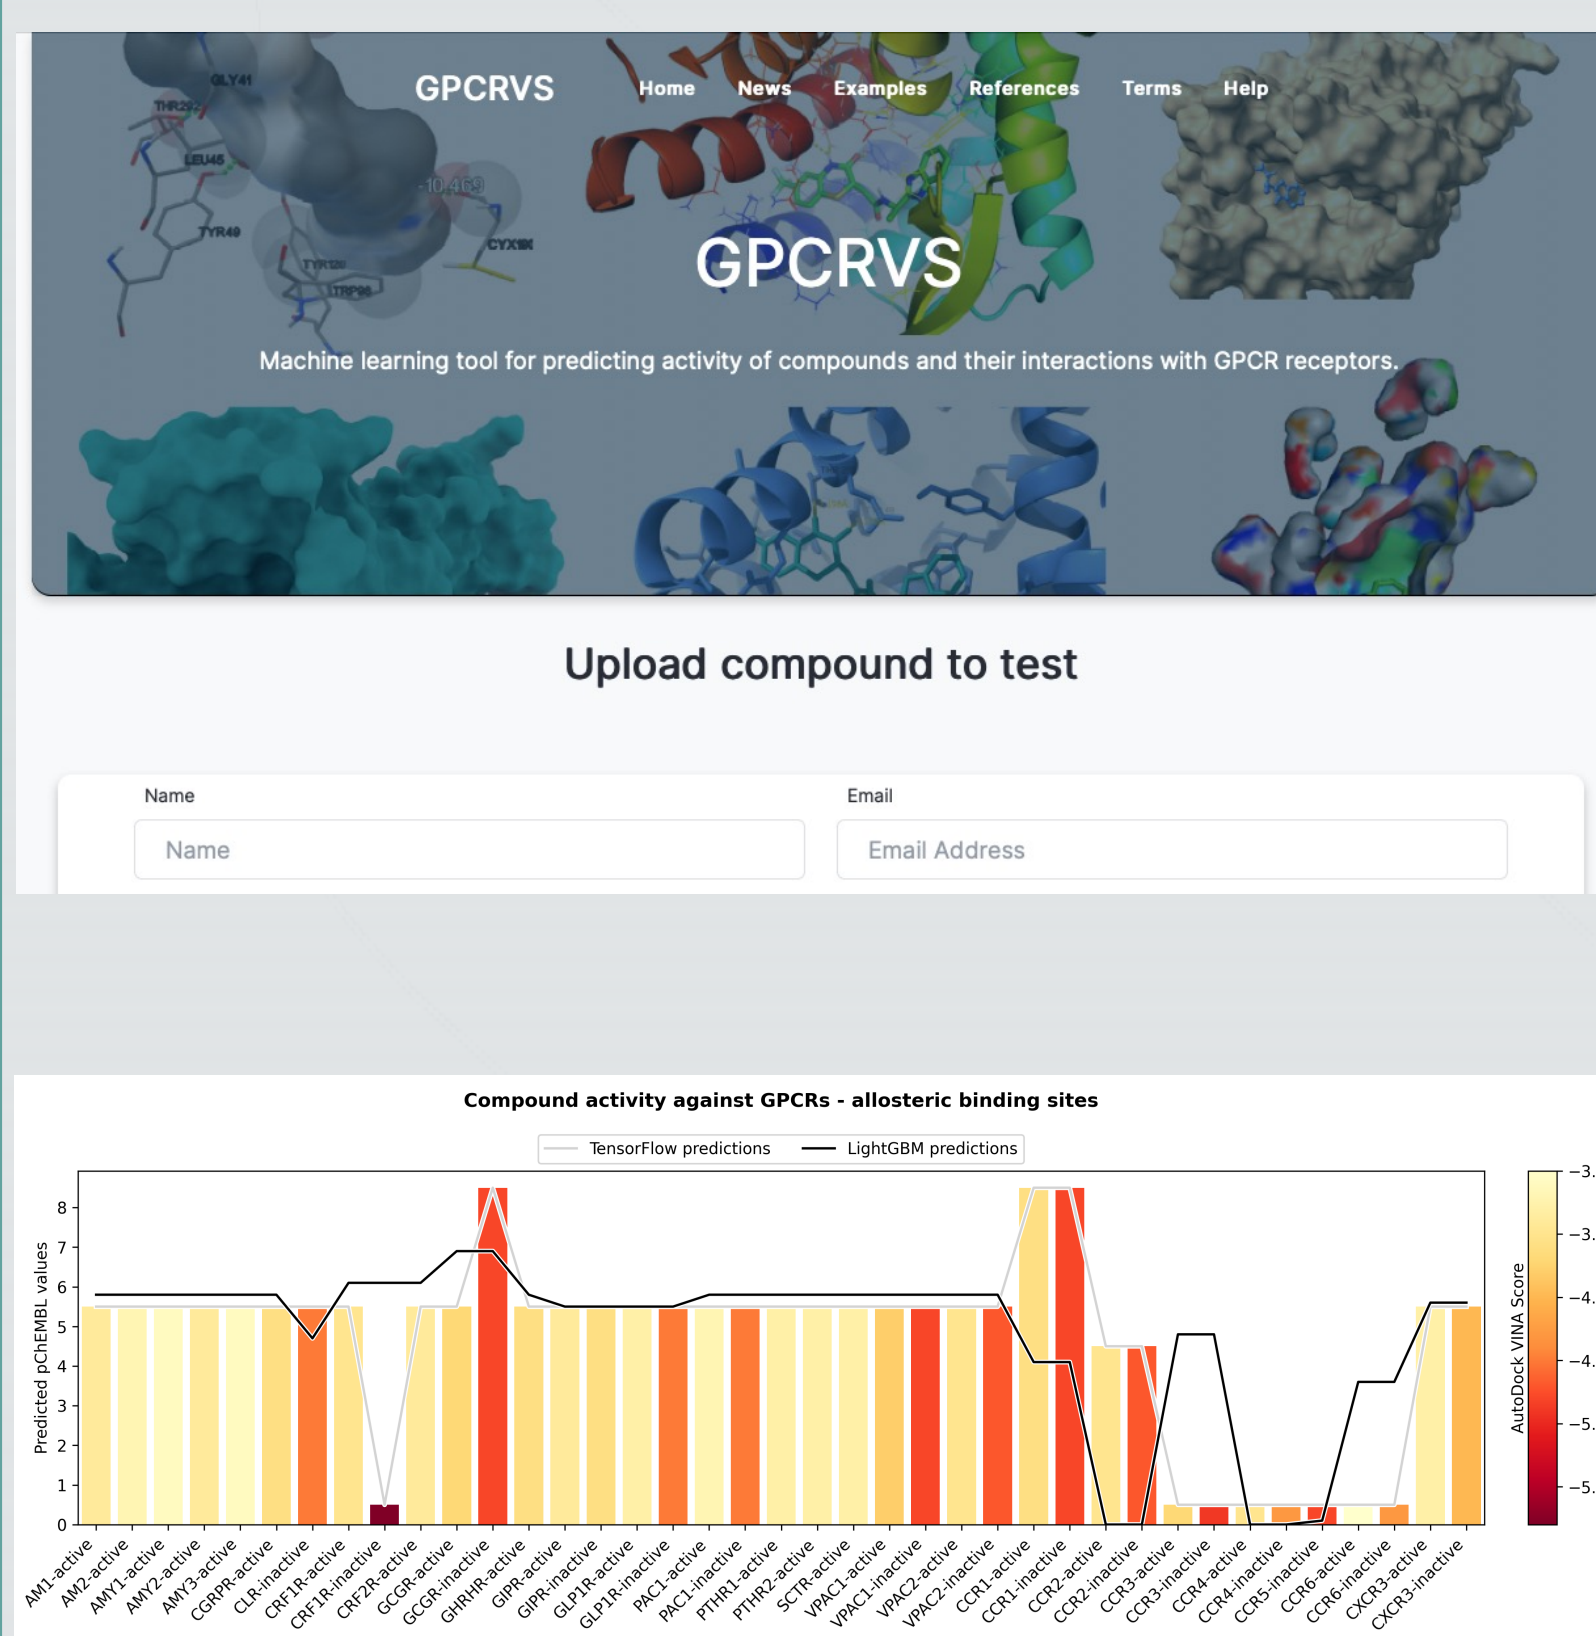 GPCRVS
Home News Examples References Terms Help
GLY41
THR292
LEU45
-10.469
TYR49
TYR120
TRP98
GPCRVS
Machine learning tool for predicting activity of compounds and their interactions with GPCR receptors.
Upload compound to test
Name Email
Name Email Address
Compound activity against GPCRs - allosteric binding sites
TensorFlow predictions LightGBM predictions
Predicted pChEMBL values
8
7
6
5
4
3
2
1
0
AM1-active
AM2-active
AMY1-active
AMY2-active
AMY3-active
CGRPR-active
CLR-inactive
CRF1R-active
CRF1R-inactive
CRF2R-active
GCGR-active
GCGR-inactive
GHRHR-active
GIPR-active
GIPR-inactive
GLP1R-active
GLP1R-inactive
PAC1-active
PAC1-inactive
PTHR1-active
PTHR2-active
SCTR-active
VPAC1-active
VPAC1-inactive
VPAC2-active
VPAC2-inactive
CCR1-active
CCR1-inactive
CCR2-active
CCR2-inactive
CCR3-active
CCR3-inactive
CCR4-active
CCR4-inactive
CCR5-inactive
CCR6-active
CCR6-inactive
CXCR3-active
CXCR3-inactive
AutoDock VINA Score
−3.
−3.
−4.
−4.
−5.
−5.